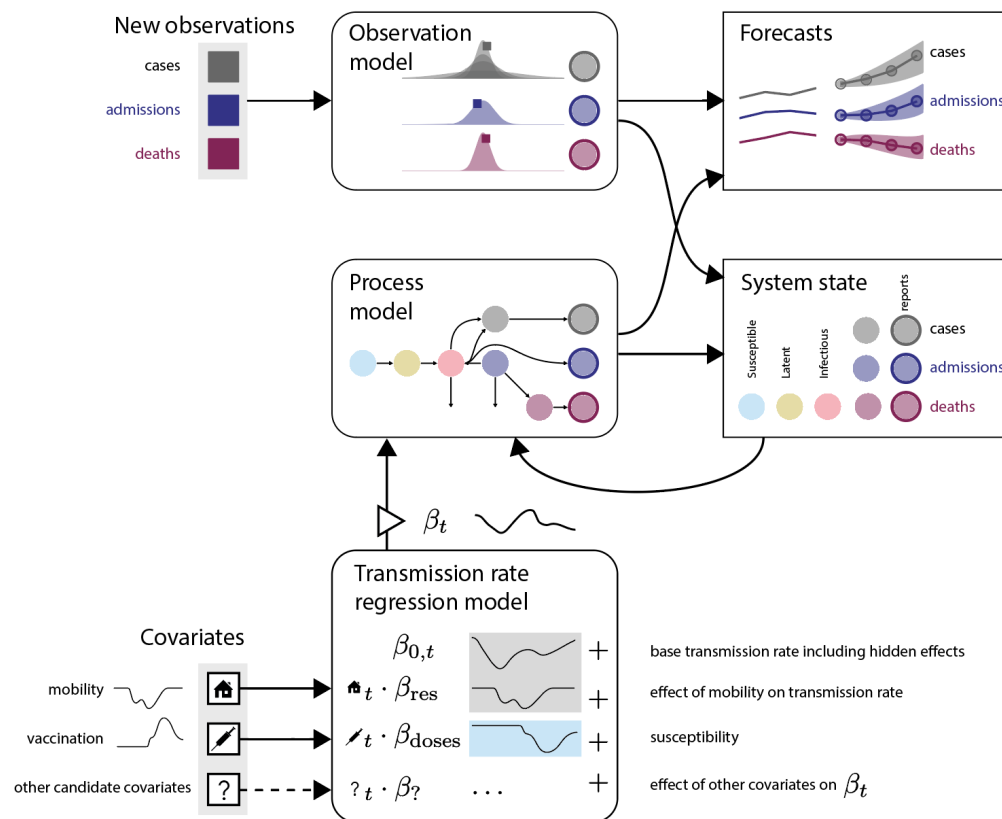 New observations
cases
admissions
deaths
Observation
model
Forecasts
cases
admissions
deaths
Process
model
System state
Susceptible
Latent
Infectious
reports
cases
admissions
deaths
β_t
Transmission rate
regression model
Covariates
β_{0,t} + base transmission rate including hidden effects
mobility t · β_res + effect of mobility on transmission rate
vaccination t · β_doses + susceptibility
other candidate covariates ? ? t · β_? ... + effect of other covariates on β_t